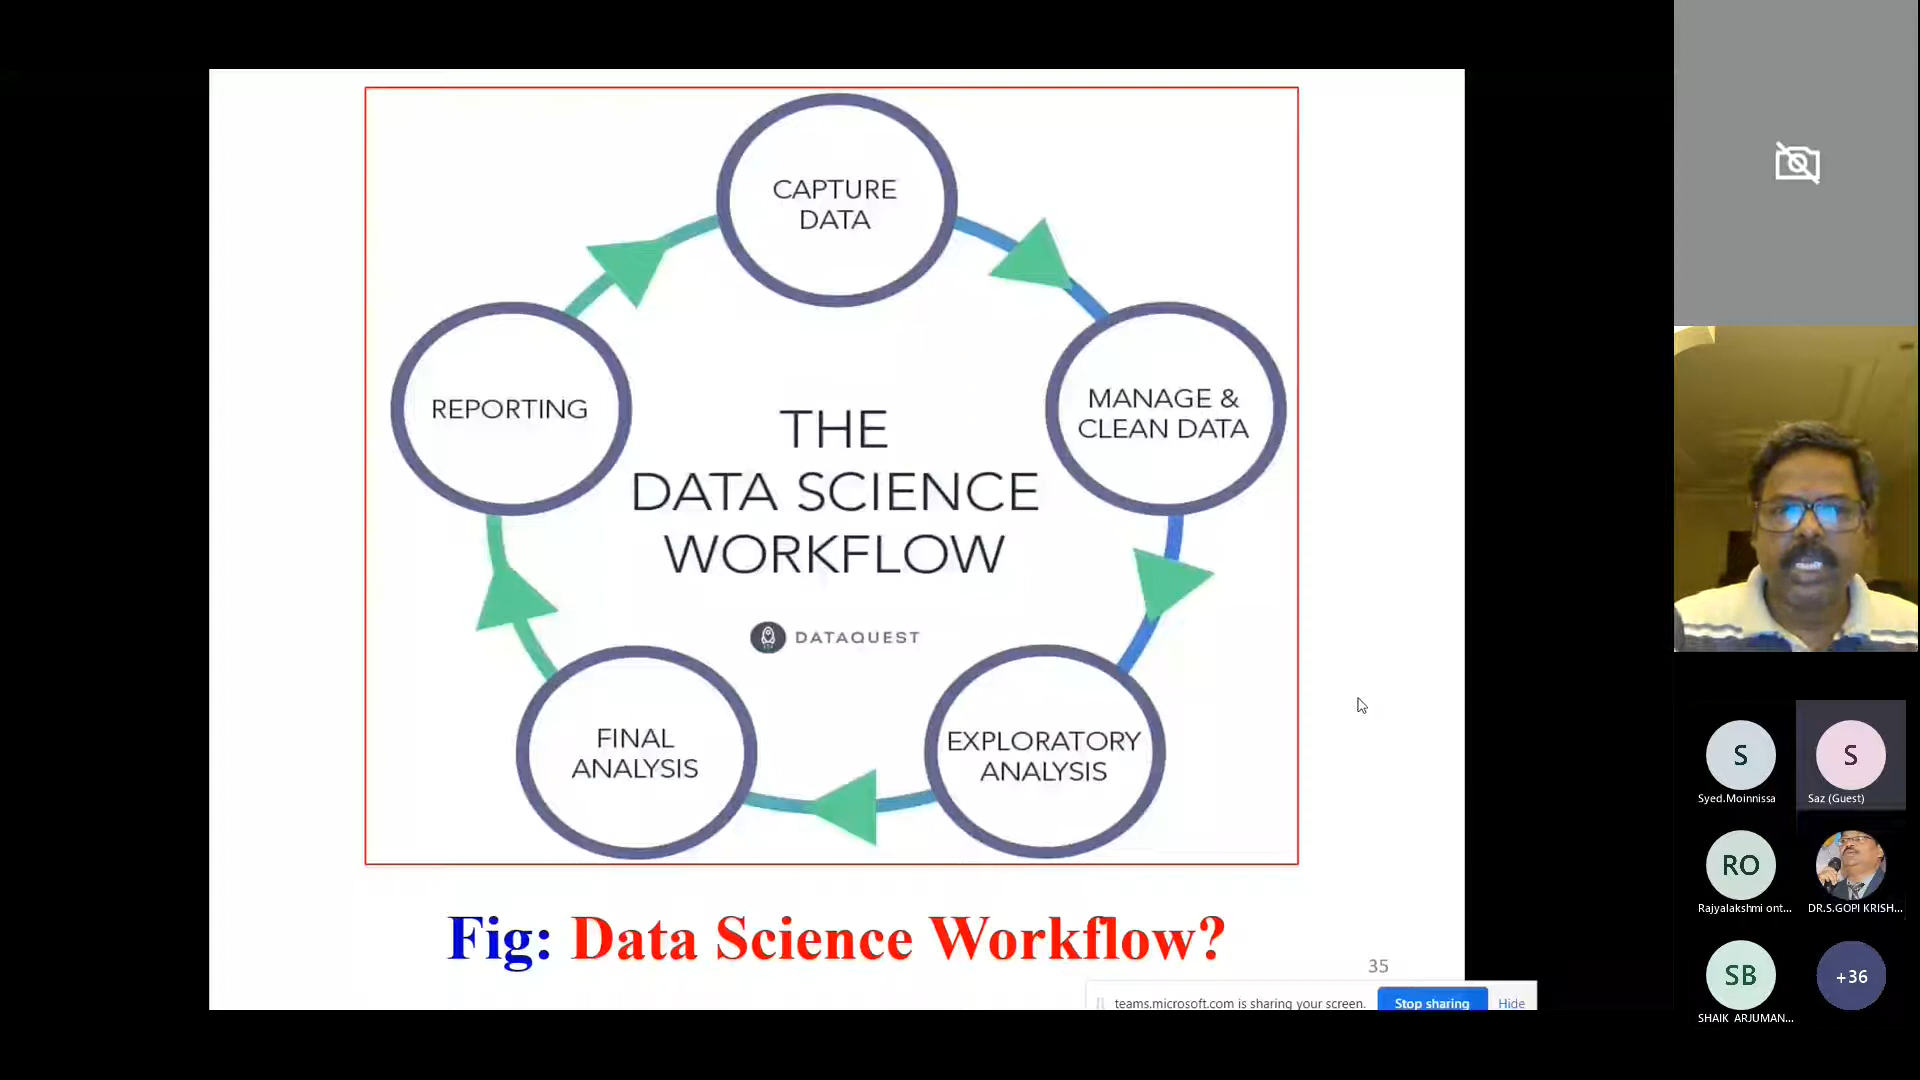 CAPTURE
DATA
MANAGE &
CLEAN DATA
REPORTING
THE
DATA SCIENCE
WORKFLOW
DATAQUEST
FINAL
ANALYSIS
EXPLORATORY
ANALYSIS
Fig: Data Science Workflow?
35
teams.microsoft.com is sharing your screen.
Stop sharing
Hide
S
S
Syed.Moinnissa
Saz (Guest)
RO
Rajyalakshmi ont...
DR.S.GOPI KRISH...
SB
+36
SHAIK ARJUMAN...